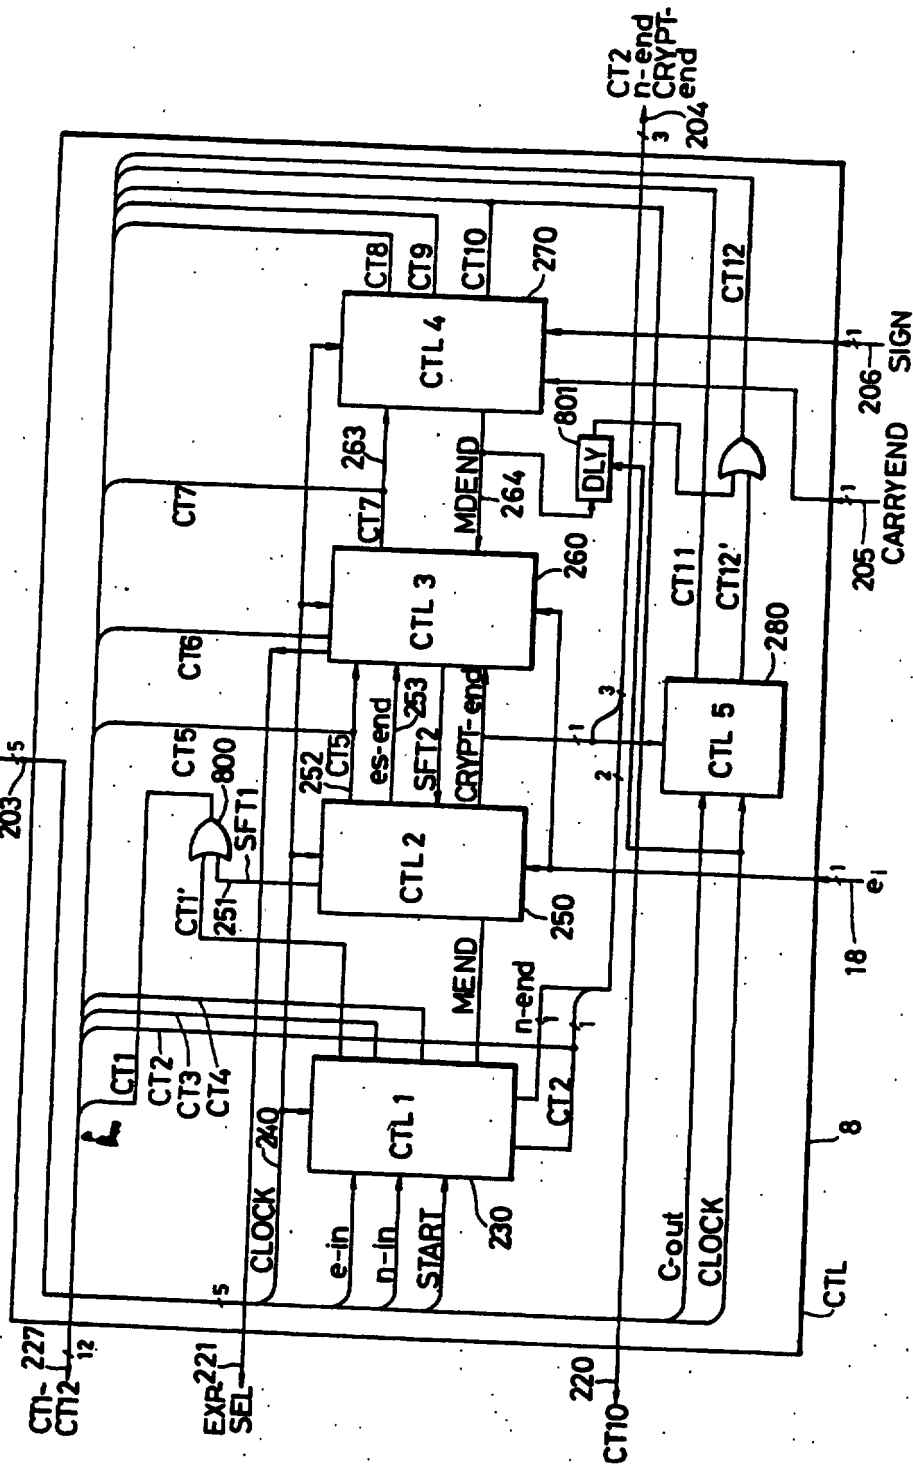 CT2
n-end
CRYPT-
end
204
3
203
5
CT8
CT9
CT10
270
CTL 4
263
CT7
CT7
MDEND
264
801
DLY
CT12
1
206
SIGN
1
205
CARRYEND
CT6
CTL 3
260
CT11
CT12'
280
CTL 5
CT5
800
SFT1
252
CT5
es-end
253
SFT2
CRYPT-end
1
3
2
CT1'
251
CTL 2
250
1
18
ei
MEND
n-end
1
1
CT1
CT2
CT3
CT4
CTL 1
CT2
230
240
CLOCK
e-in
n-in
START
5
C-out
CLOCK
8
CTL
CT1-
CT12
227
12
EXP
SEL
221
220
CT10